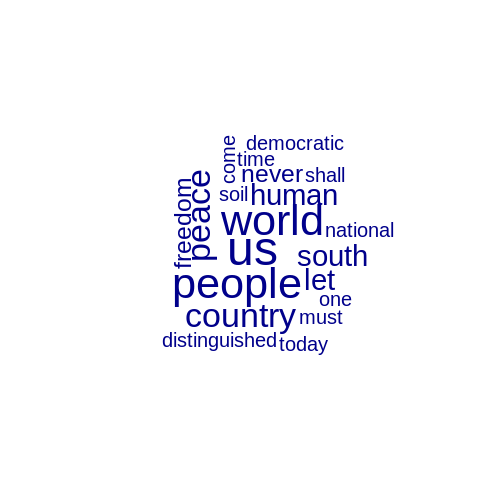 come
democratic
time
never
shall
freedom
peace
soil
human
world
national
us
south
people
let
one
country
must
distinguished
today